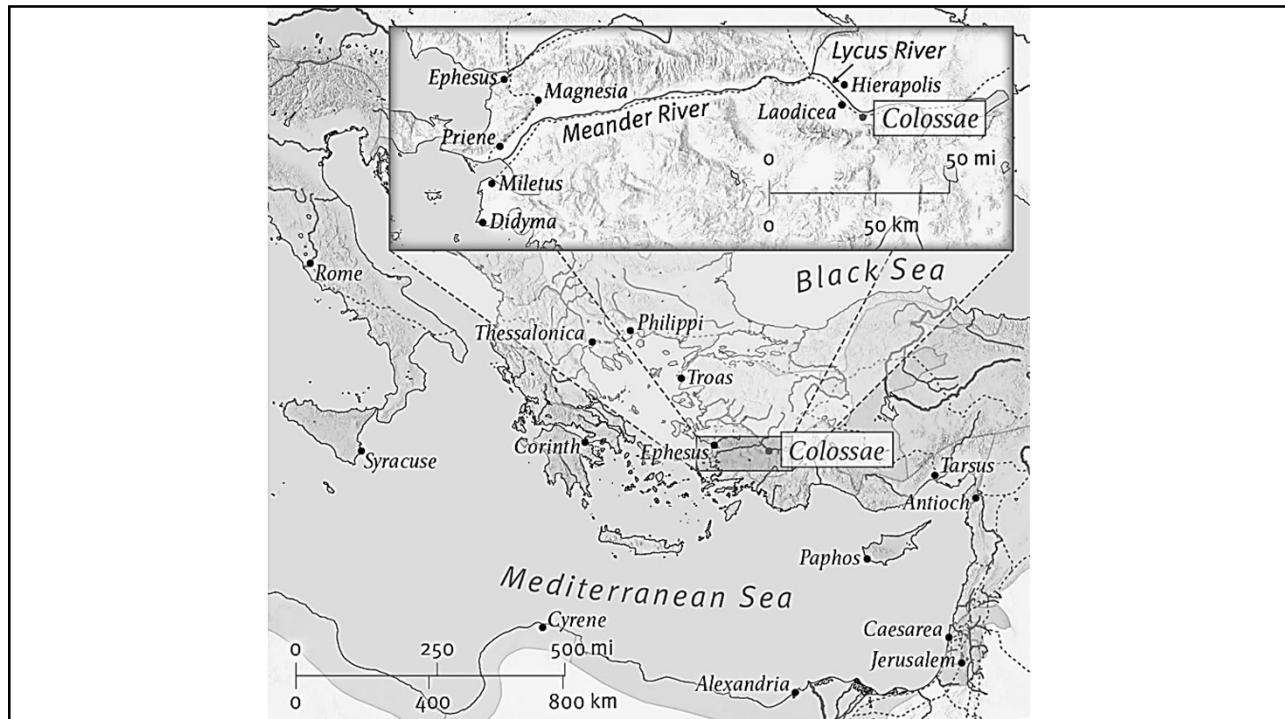 Lycus River
Ephesus
Hierapolis
Magnesia
Laodicea
Colossae
Meander River
Priene
0 50 mi
Miletus
0 50 km
Didyma
Rome
Black Sea
Philippi
Thessalonica
Troas
Corinth
Ephesus
Colossae
Syracuse
Tarsus
Antioch
Paphos
Mediterranean Sea
Cyrene
Caesarea
0 250 500 mi
Jerusalem
Alexandria
0 400 800 km